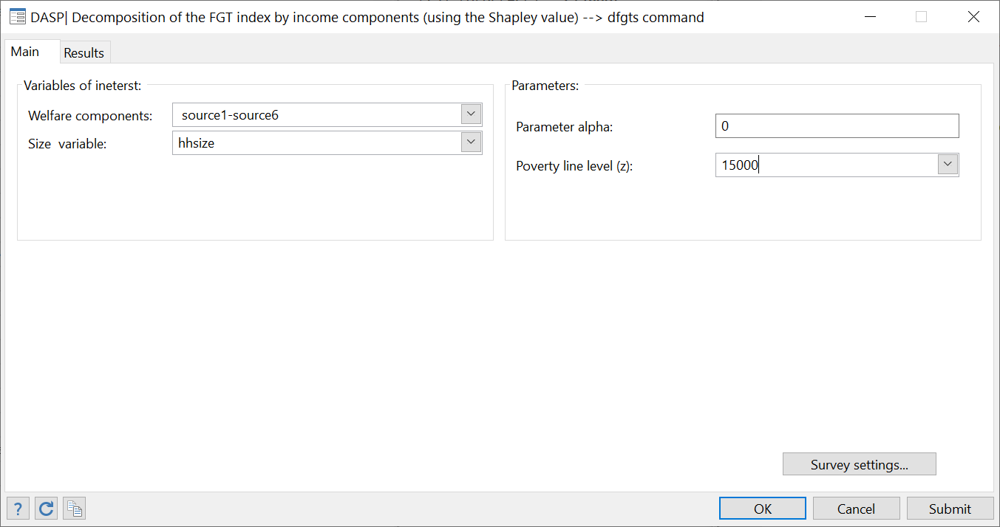 DASP| Decomposition of the FGT index by income components (using the Shapley value) --> dfgts command
Main
Results
Variables of ineterst:
Welfare components:
source1-source6
Size variable:
hhsize
Parameters:
Parameter alpha:
0
Poverty line level (z):
15000
Survey settings...
?
OK
Cancel
Submit